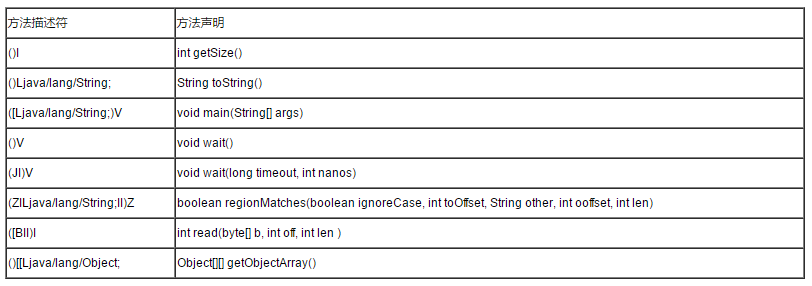 方法描述符 方法声明
()I int getSize()
()Ljava/lang/String; String toString()
([Ljava/lang/String;)V void main(String[] args)
()V void wait()
(JI)V void wait(long timeout, int nanos)
(ZILjava/lang/String;II)Z boolean regionMatches(boolean ignoreCase, int toOffset, String other, int ooffset, int len)
([BII)I int read(byte[] b, int off, int len )
()[[Ljava/lang/Object; Object[][] getObjectArray()